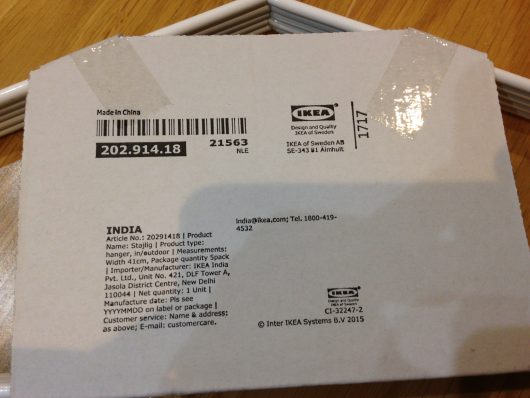 Made in China
202.914.18
21563
NLE
IKEA
Design and Quality
IKEA of Sweden
IKEA of Sweden AB
SE-343 81 Älmhult
1717
INDIA
Article No.: 20291418 | Product
Name: Stajlig | Product type:
hanger, in/outdoor | Measurements:
Width 41cm, Package quantity 5pack
| Importer/Manufacturer: IKEA India
Pvt. Ltd., Unit No. 421, DLF Tower A,
Jasola District Centre, New Delhi
110044 | Net quantity: 1 Unit |
Manufacture date: Pls see
YYYYMMDD on label or package |
Customer service: Name & address:
as above; E-mail: customercare.
india@ikea.com; Tel. 1800-419-
4532
IKEA
CI-32247-2
© Inter IKEA Systems B.V 2015